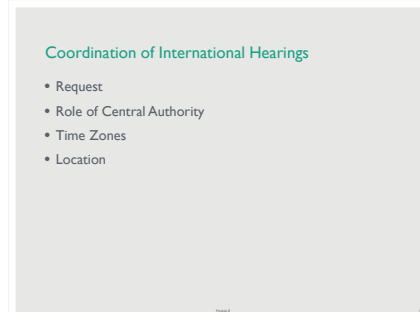 Coordination of International Hearings
• Request
• Role of Central Authority
• Time Zones
• Location